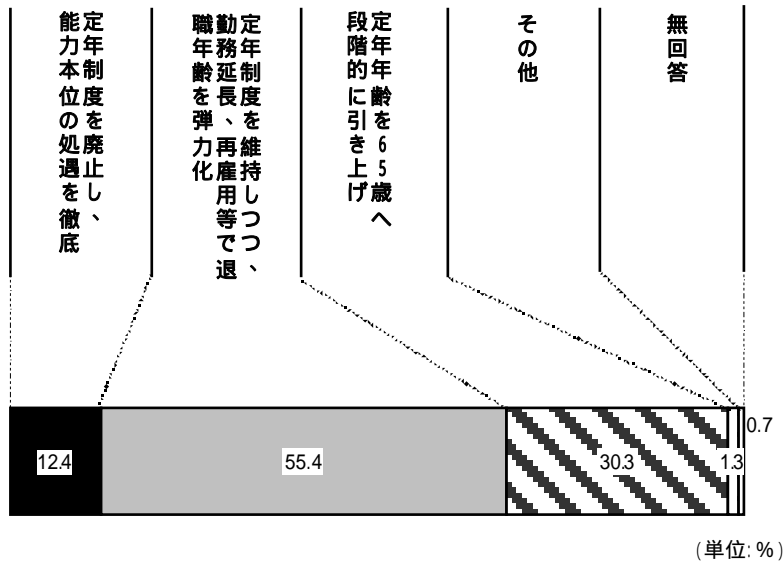 定年制度を廃止し、
能力本位の処遇を徹底
定年制度を維持しつつ、
勤務延長、再雇用等で退
職年齢を弾力化
定年年齢を65歳へ
段階的に引き上げ
その他
無回答
12.4
55.4
30.3
1.3
0.7
(単位:%)